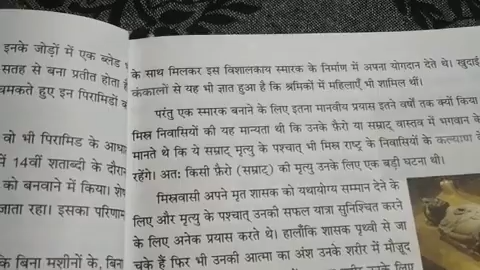 इनके जोड़ों में एक ब्लेड
सतह से बना प्रतीत होता
चमकते हुए इन पिरामिडों
वो भी पिरामिड के
में 14वीं शताब्दी के दौरान
को बनवाने में किया।
जाता रहा। इसका परिणाम
के बिना मशीनों के, बिना
के साथ मिलकर इस विशालकाय स्मारक के निर्माण में अपना योगदान देते थे। खुदाई
कंकालों से यह भी ज्ञात हुआ है कि श्रमिकों में महिलाएँ भी शामिल थीं।
परंतु एक स्मारक बनाने के लिए इतना मानवीय प्रयास इतने वर्षों तक क्यों किया
मिस्र निवासियों की यह मान्यता थी कि उनके फ़ैरो या सम्राट् वास्तव में भगवान के
मानते थे कि ये सम्राट् मृत्यु के पश्चात् भी मिस्र राष्ट्र के निवासियों के कल्याण
रहेंगे। अतः किसी फ़ैरो (सम्राट्) की मृत्यु उनके लिए एक बड़ी घटना थी।
मिस्रवासी अपने मृत शासक को यथायोग्य सम्मान देने के
लिए और मृत्यु के पश्चात् उनकी सफल यात्रा सुनिश्चित करने
के लिए अनेक प्रयास करते थे। हालाँकि शासक पृथ्वी से जा
चुके हैं फिर भी उनकी आत्मा का अंश उनके शरीर में मौजूद